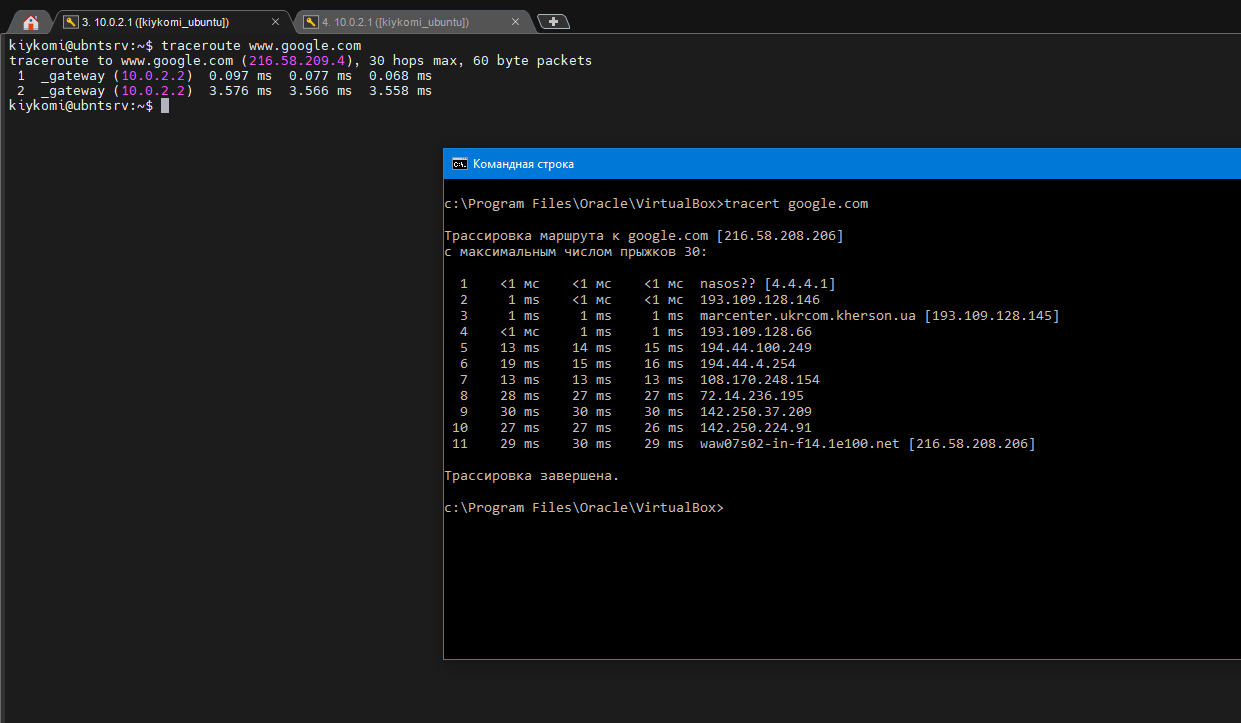 3. 10.0.2.1 ([kiykomi_ubuntu])
4. 10.0.2.1 ([kiykomi_ubuntu])
kiykomi@ubntsrv:~$ traceroute www.google.com
traceroute to www.google.com (216.58.209.4), 30 hops max, 60 byte packets
1 _gateway (10.0.2.2) 0.097 ms 0.077 ms 0.068 ms
2 _gateway (10.0.2.2) 3.576 ms 3.566 ms 3.558 ms
kiykomi@ubntsrv:~$
Командная строка
c:\Program Files\Oracle\VirtualBox>tracert google.com
Трассировка маршрута к google.com [216.58.208.206]
с максимальным числом прыжков 30:
1 <1 мс <1 мс <1 мс nasos?? [4.4.4.1]
2 1 ms <1 мс <1 мс 193.109.128.146
3 1 ms 1 ms 1 ms marcenter.ukrcom.kherson.ua [193.109.128.145]
4 <1 мс 1 ms 1 ms 193.109.128.66
5 13 ms 14 ms 15 ms 194.44.100.249
6 19 ms 15 ms 16 ms 194.44.4.254
7 13 ms 13 ms 13 ms 108.170.248.154
8 28 ms 27 ms 27 ms 72.14.236.195
9 30 ms 30 ms 30 ms 142.250.37.209
10 27 ms 27 ms 26 ms 142.250.224.91
11 29 ms 30 ms 29 ms waw07s02-in-f14.1e100.net [216.58.208.206]
Трассировка завершена.
c:\Program Files\Oracle\VirtualBox>